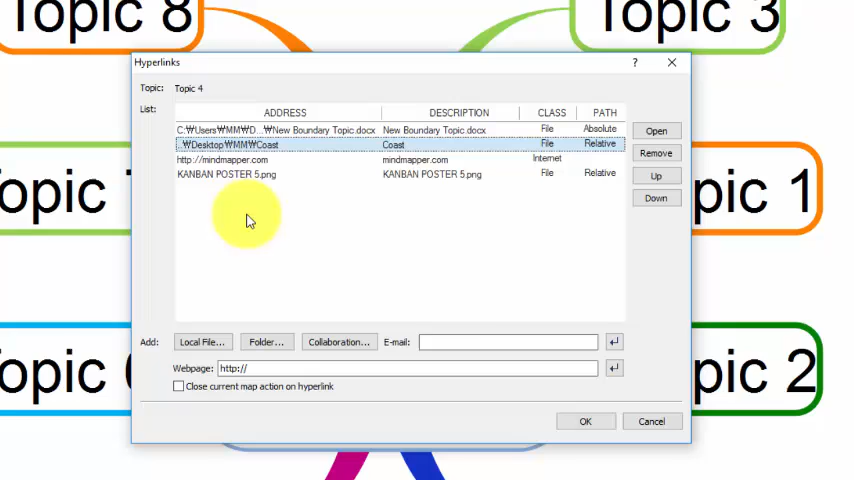 Topic 8
Topic 3
Hyperlinks
?
Topic: Topic 4
List:
ADDRESS DESCRIPTION CLASS PATH
C:₩Users₩MM₩D...₩New Boundary Topic.docx New Boundary Topic.docx File Absolute
..₩Desktop₩MM₩Coast Coast File Relative
http://mindmapper.com mindmapper.com Internet
KANBAN POSTER 5.png KANBAN POSTER 5.png File Relative
Open
Remove
Up
Down
opic
opic 1
Add: Local File... Folder... Collaboration... E-mail:
Webpage: http://
Close current map action on hyperlink
opic
opic 2
OK Cancel